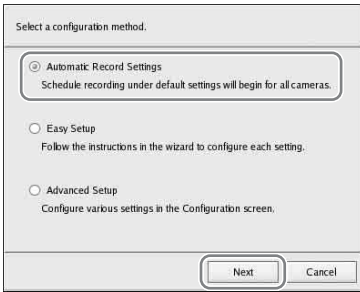 Select a configuration method.
Automatic Record Settings
Schedule recording under default settings will begin for all cameras.
Easy Setup
Follow the instructions in the wizard to configure each setting.
Advanced Setup
Configure various settings in the Configuration screen.
Next Cancel